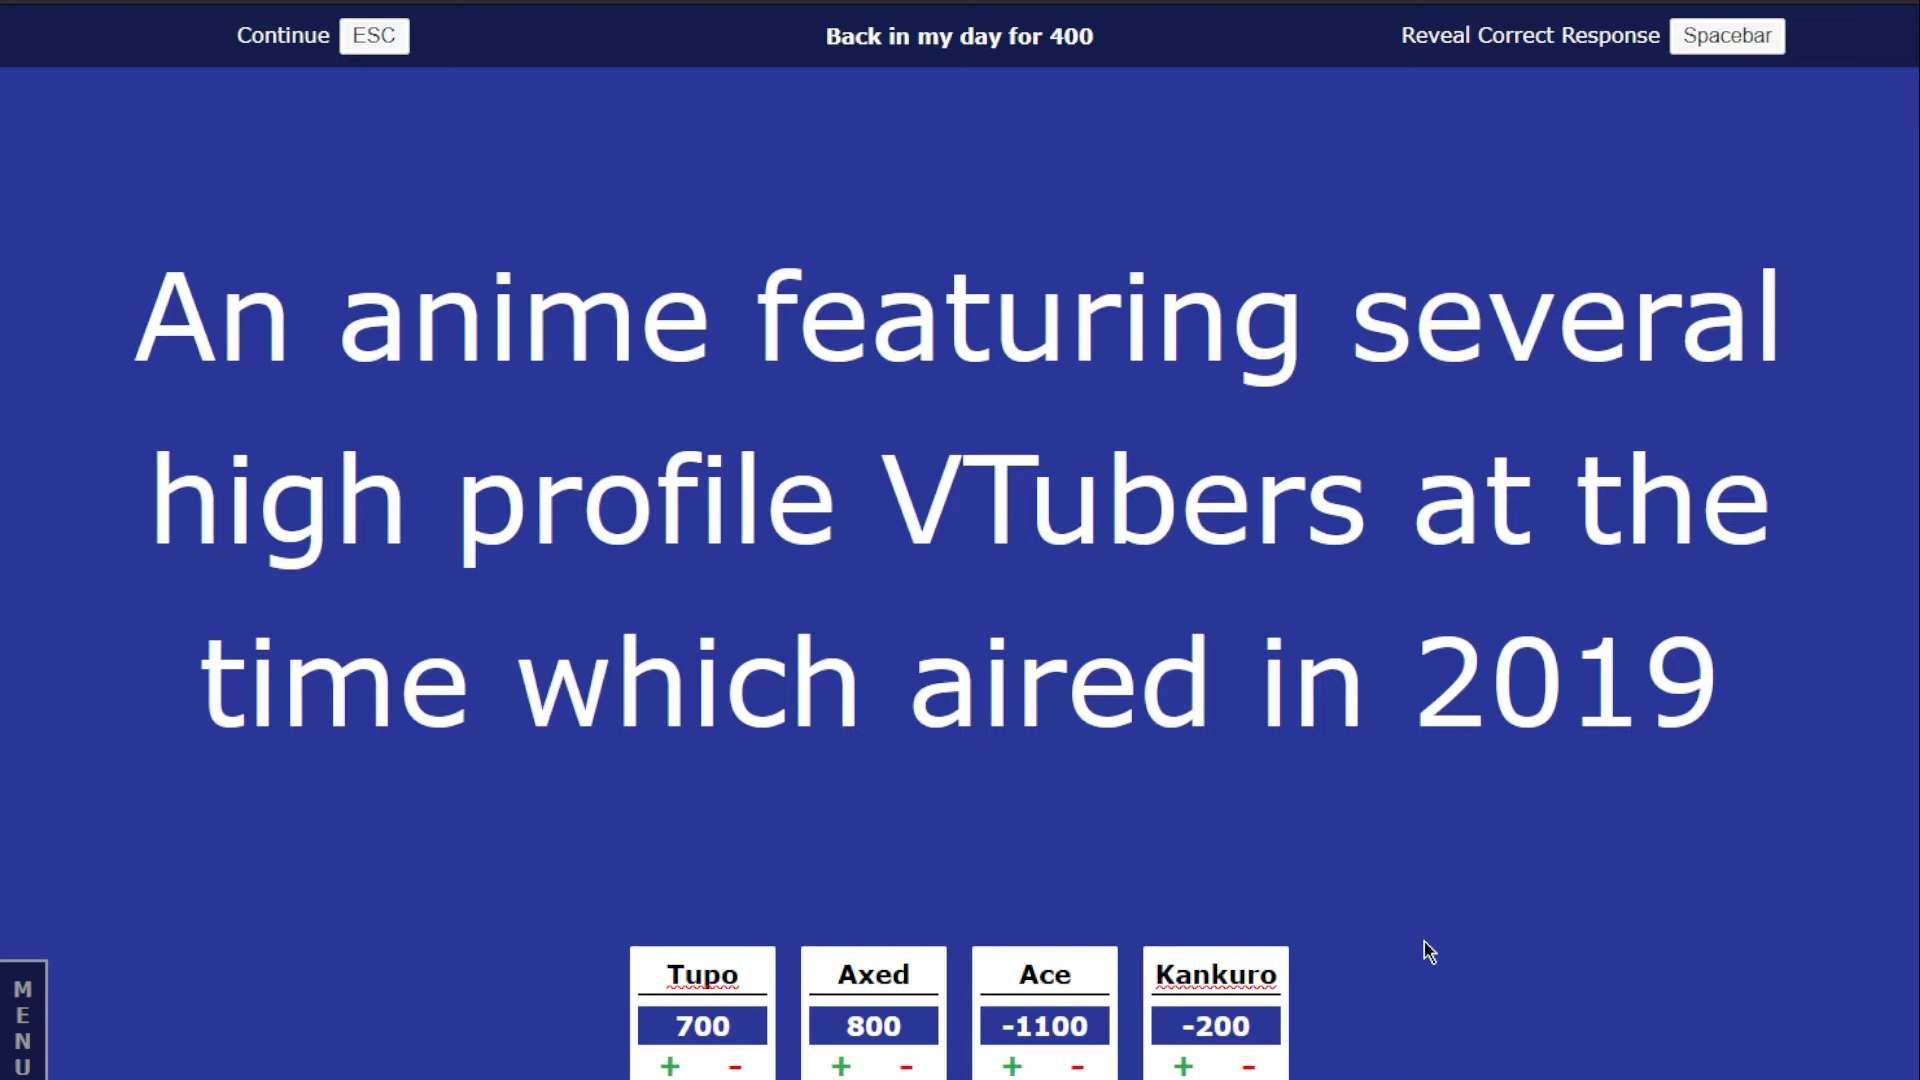 Continue ESC
Back in my day for 400
Reveal Correct Response Spacebar
An anime featuring several
high profile VTubers at the
time which aired in 2019
MENU
Tupo Axed Ace Kankuro
700 800 -1100 -200
+ - + - + - + -